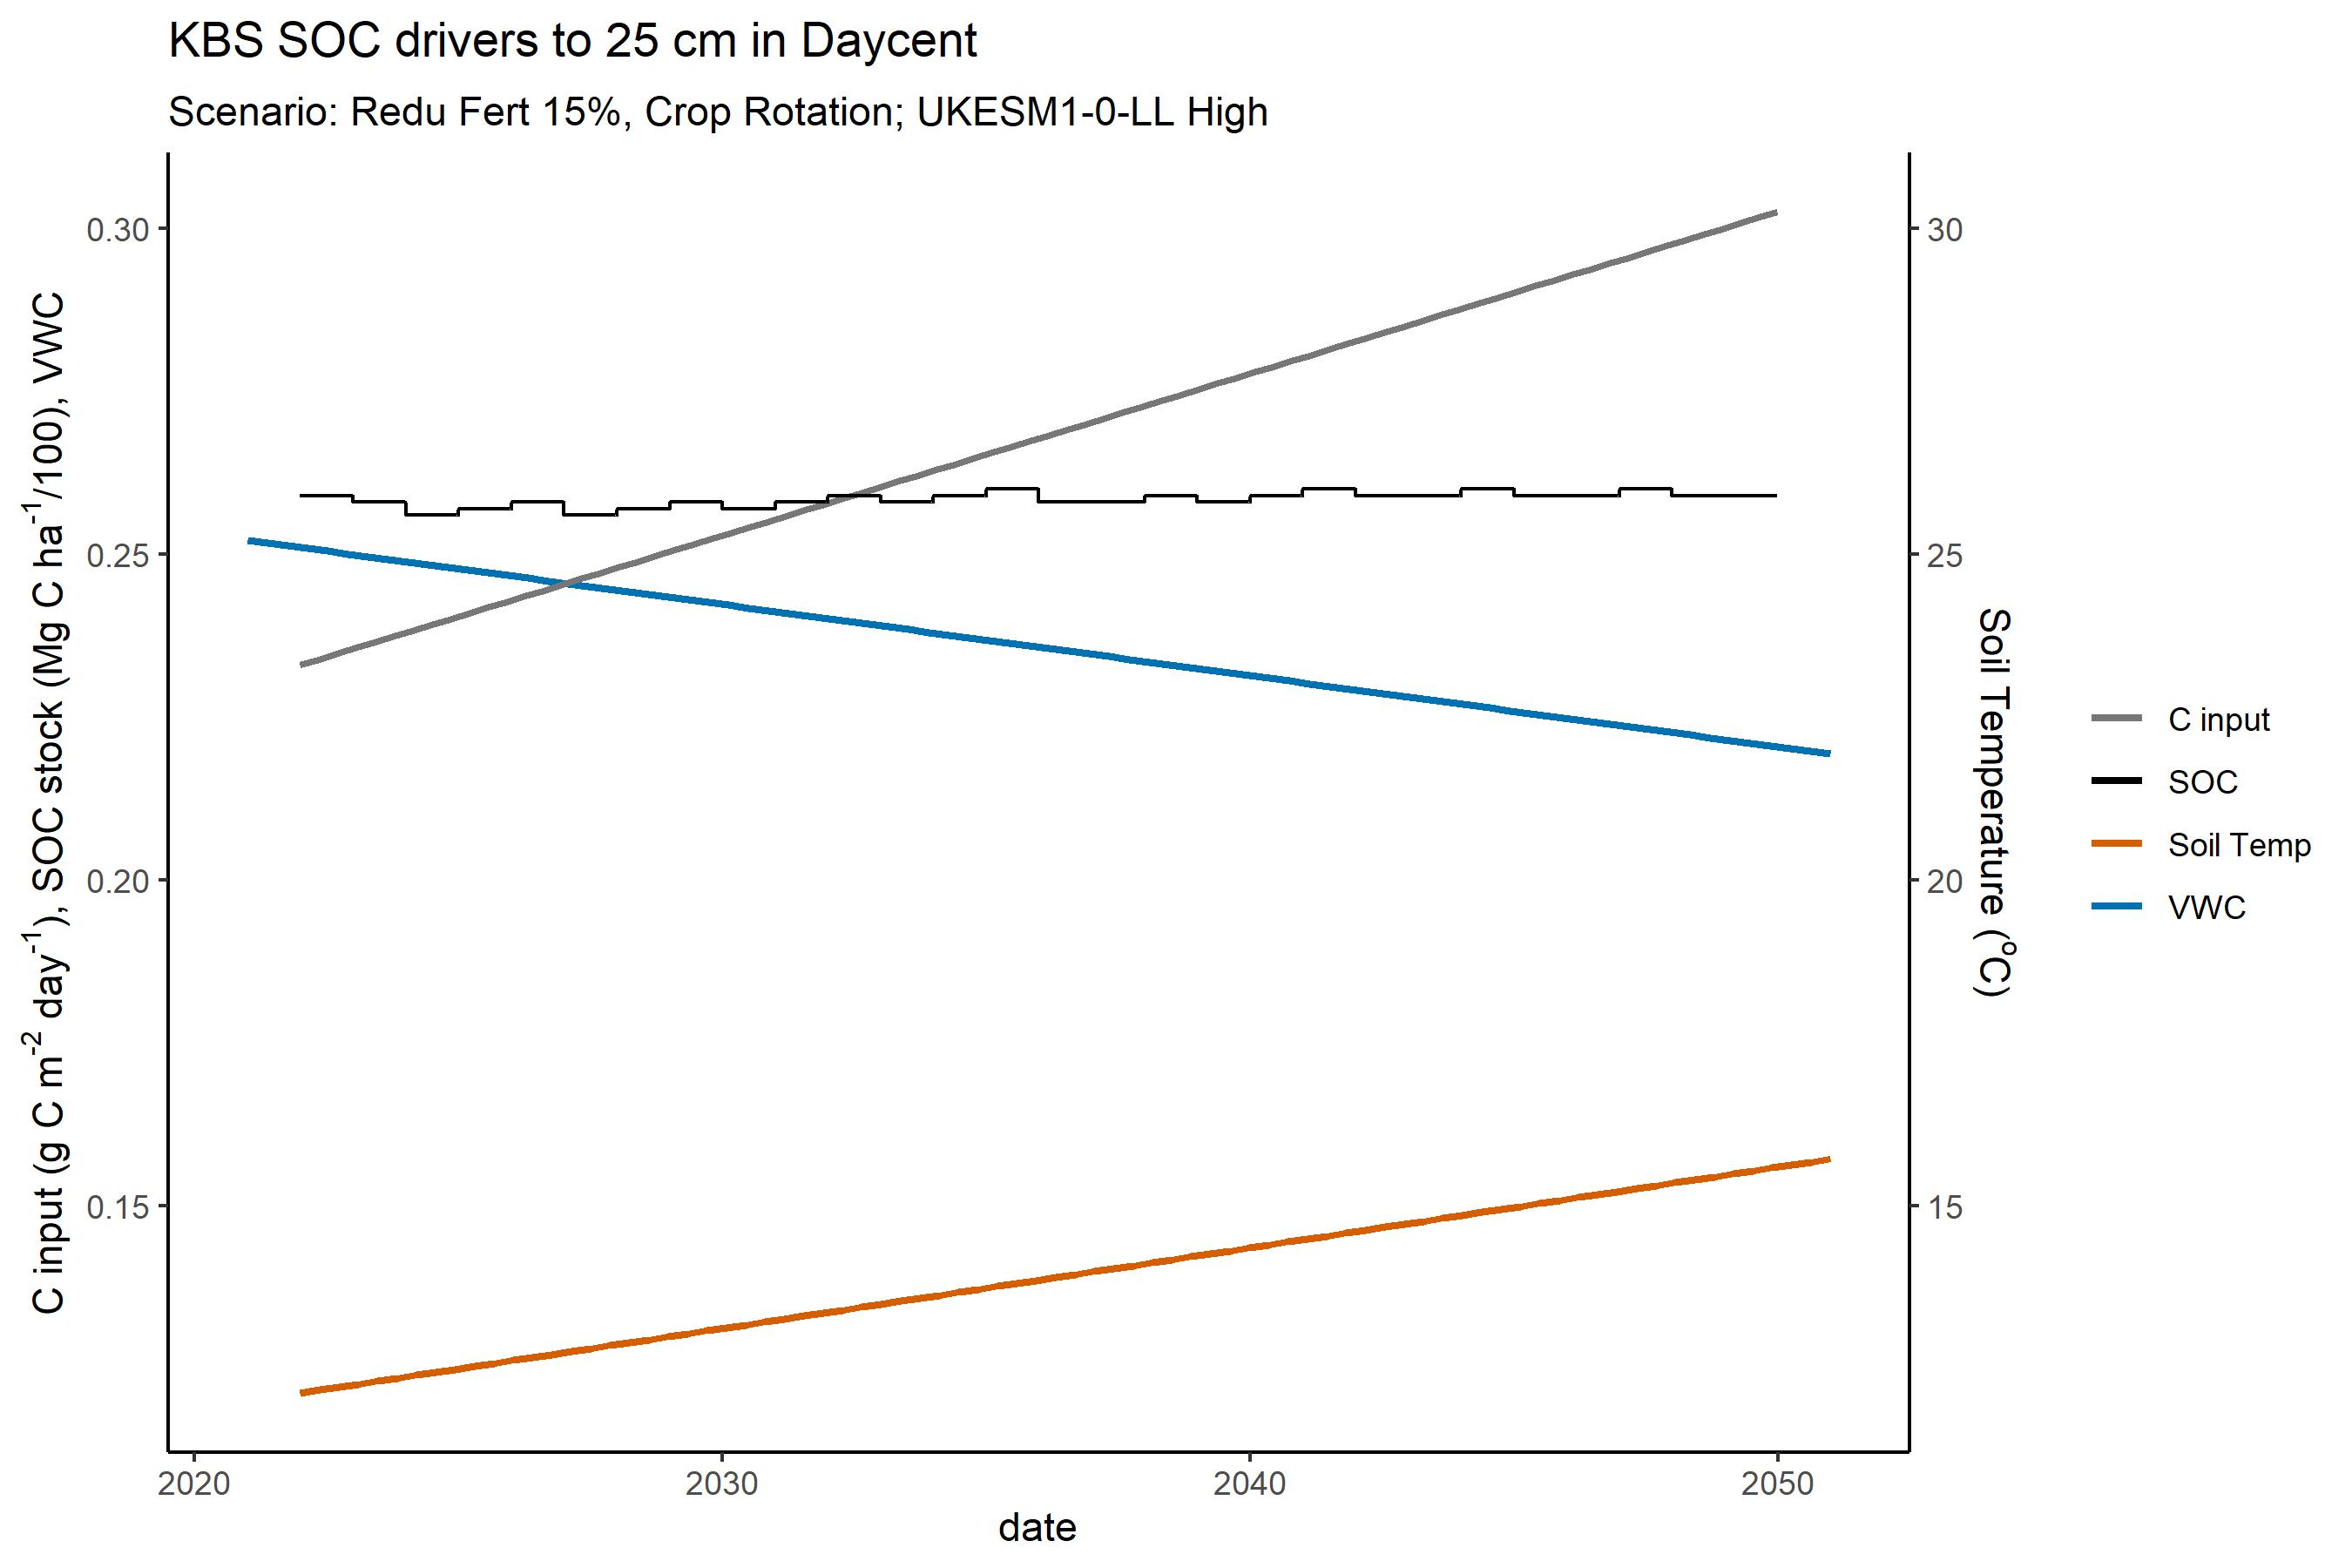 KBS SOC drivers to 25 cm in Daycent
Scenario: Redu Fert 15%, Crop Rotation; UKESM1-0-LL High
C input (g C m⁻² day⁻¹), SOC stock (Mg C ha⁻¹/100), VWC
0.30
0.25
0.20
0.15
30
25
20
15
Soil Temperature (ºC)
C input
SOC
Soil Temp
VWC
2020
2030
2040
2050
date